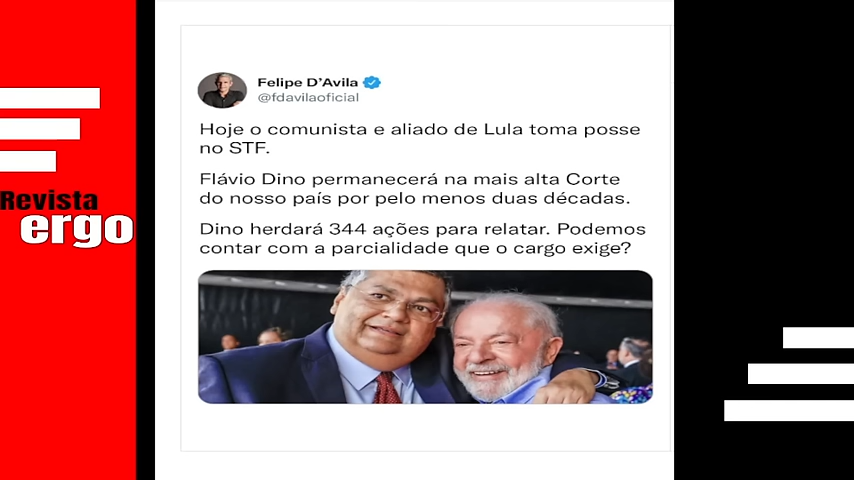 Revista
ergo
Felipe D'Avila
@fdavilaoficial
Hoje o comunista e aliado de Lula toma posse
no STF.
Flávio Dino permanecerá na mais alta Corte
do nosso país por pelo menos duas décadas.
Dino herdará 344 ações para relatar. Podemos
contar com a parcialidade que o cargo exige?